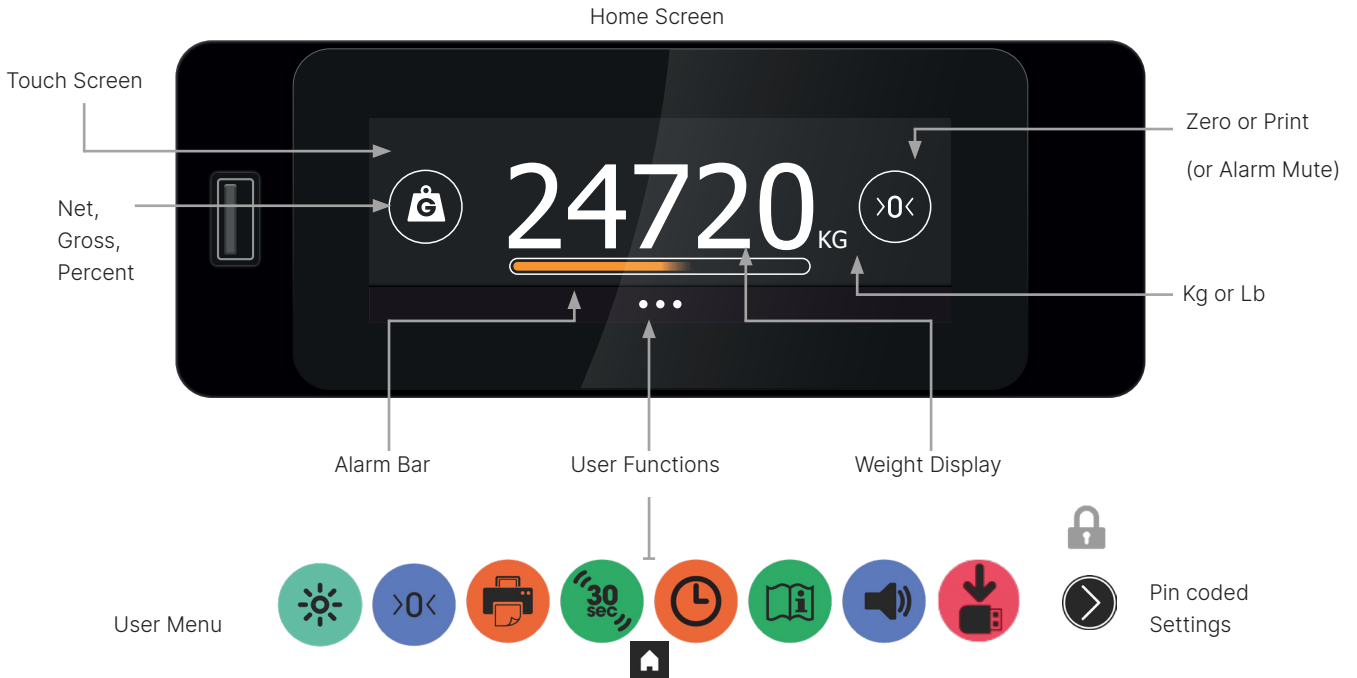 Home Screen
Touch Screen
Zero or Print
(or Alarm Mute)
Net,
Gross,
Percent
G
24720
KG
>0<
Kg or Lb
Alarm Bar
User Functions
Weight Display
User Menu
>0<
30
sec
i
Pin coded
Settings